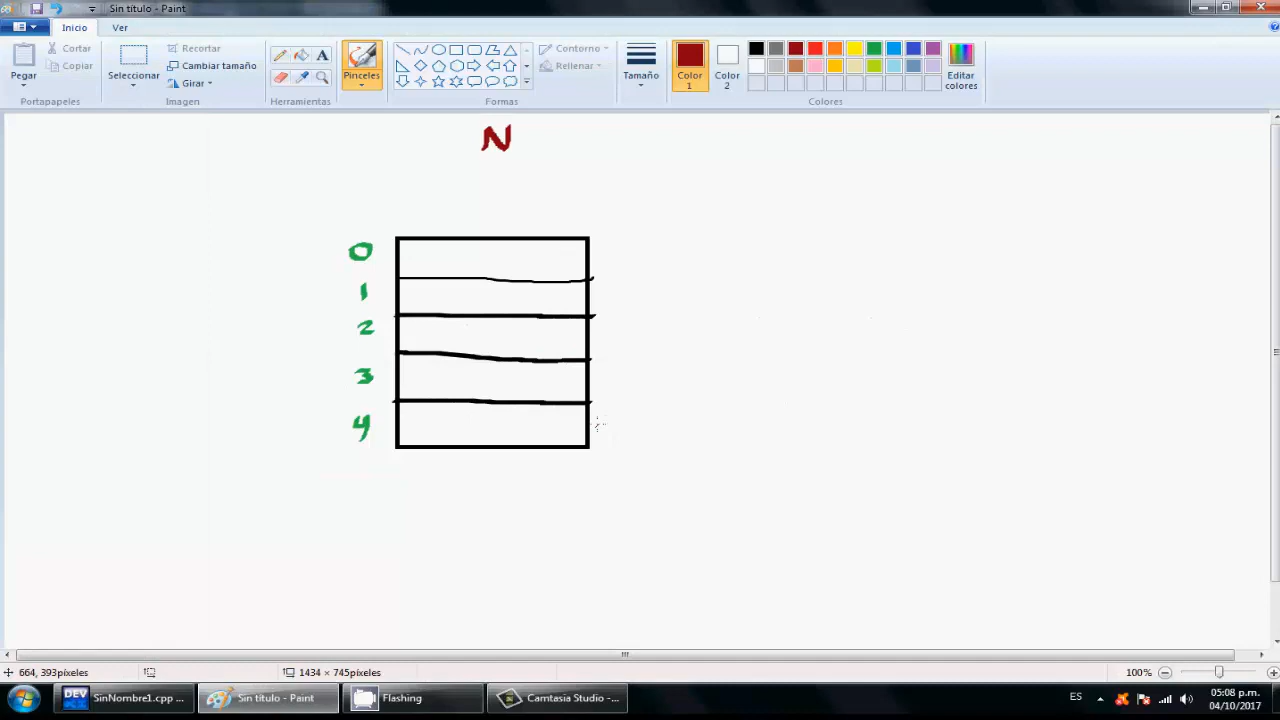 Sin título - Paint
Inicio Ver
Pegar
Cortar
Copiar
Portapapeles
Seleccionar
Recortar
Cambiar tamaño
Girar
Imagen
Herramientas
Pinceles
Contorno
Rellenar
Formas
Tamaño
Color 1
Color 2
Editar colores
Colores
N
0
1
2
3
4
664, 393píxeles 1434 × 745píxeles 100%
DEV SinNombre1.cpp ... Sin título - Paint Flashing Camtasia Studio -... ES 05:08 p.m.
04/10/2017